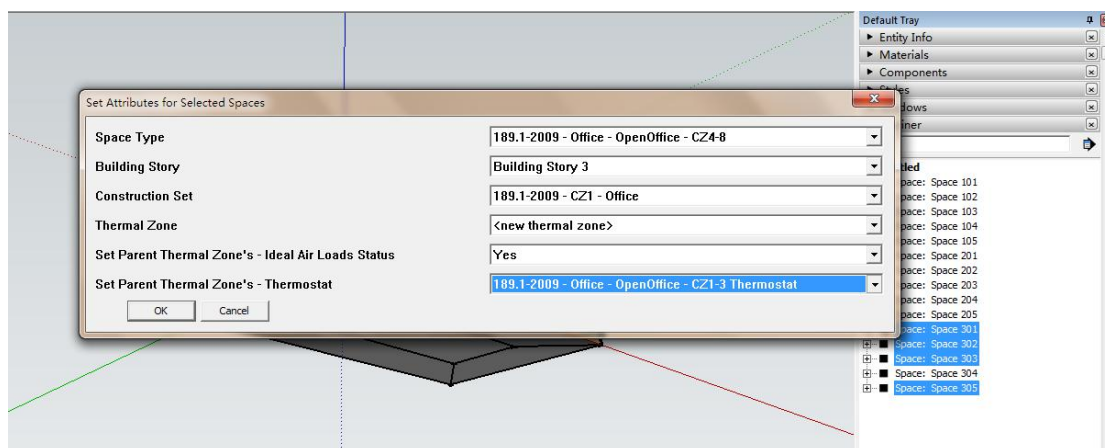 Default Tray
Entity Info
Materials
Components
Styles
dows
iner
Set Attributes for Selected Spaces
Space Type 189.1-2009 - Office - OpenOffice - CZ4-8
Building Story Building Story 3
Construction Set 189.1-2009 - CZ1 - Office
Thermal Zone <new thermal zone>
Set Parent Thermal Zone's - Ideal Air Loads Status Yes
Set Parent Thermal Zone's - Thermostat 189.1-2009 - Office - OpenOffice - CZ1-3 Thermostat
OK Cancel
tled
pace: Space 101
pace: Space 102
pace: Space 103
pace: Space 104
pace: Space 105
pace: Space 201
pace: Space 202
pace: Space 203
pace: Space 204
pace: Space 205
pace: Space 301
Space: Space 302
Space: Space 303
Space: Space 304
Space: Space 305